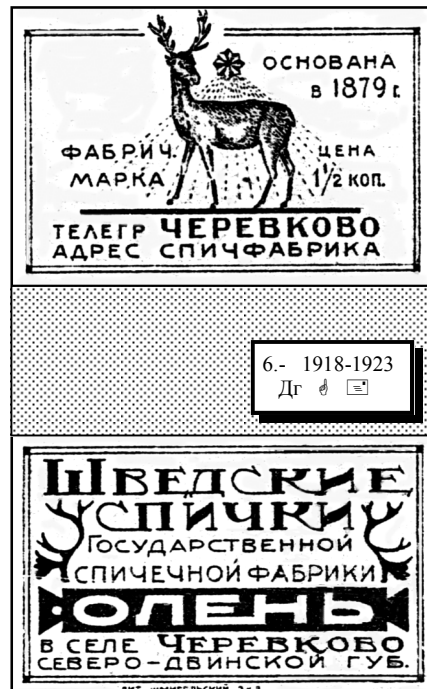 ОСНОВАНА
в 1879 г.
ФАБРИЧ.
МАРКА
ЦЕНА
1/2 КОП.
ТЕЛЕГР ЧЕРЕВКОВО
АДРЕС СПИЧФАБРИКА
6.- 1918-1923
Дг
ШВЕДСКИЕ
СПИЧКИ
ГОСУДАРСТВЕННОЙ
СПИЧЕЧНОЙ ФАБРИКИ
ОЛЕНЬ
В СЕЛЕ ЧЕРЕВКОВО
СЕВЕРО-ДВИНСКОЙ ГУБ.